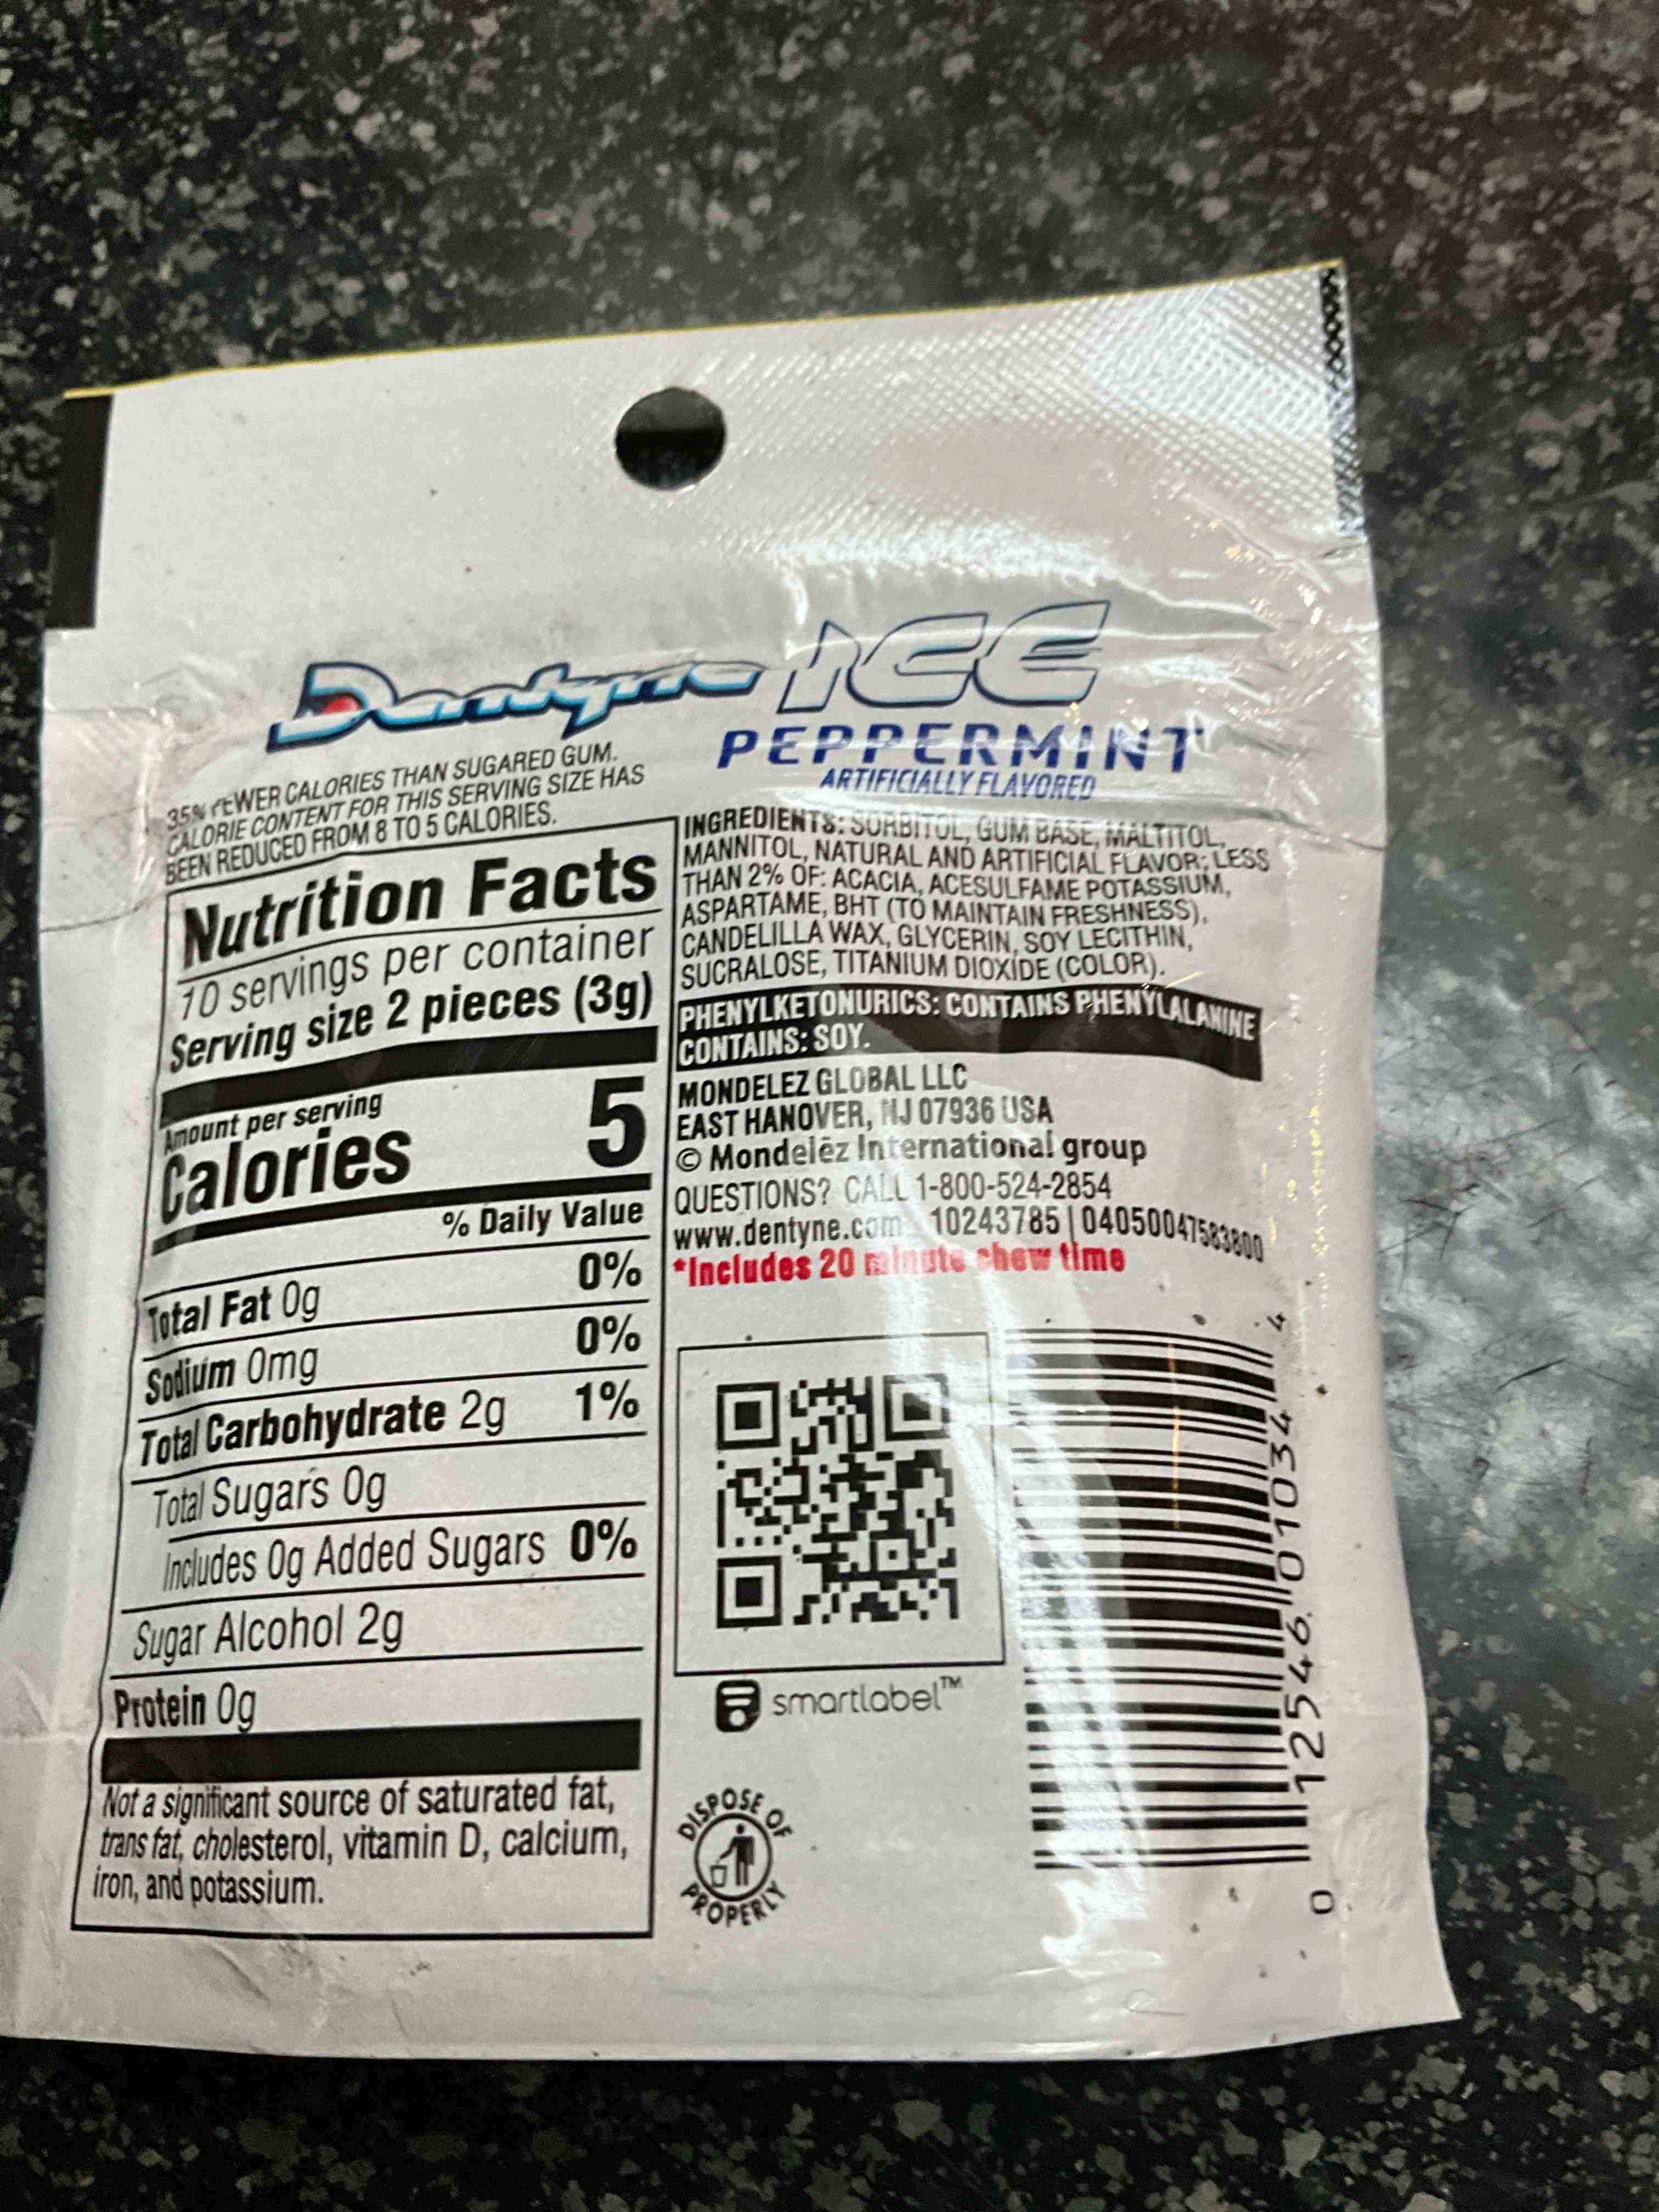 Dentyne ICE
PEPPERMINT
ARTIFICIALLY FLAVORED
35% FEWER CALORIES THAN SUGARED GUM.
CALORIE CONTENT FOR THIS SERVING SIZE HAS
BEEN REDUCED FROM 8 TO 5 CALORIES.
Nutrition Facts
10 servings per container
Serving size 2 pieces (3g)
Amount per serving
Calories 5
% Daily Value
Total Fat 0g 0%
Sodium 0mg 0%
Total Carbohydrate 2g 1%
Total Sugars 0g
Includes 0g Added Sugars 0%
Sugar Alcohol 2g
Protein 0g
Not a significant source of saturated fat,
trans fat, cholesterol, vitamin D, calcium,
iron, and potassium.
INGREDIENTS: SORBITOL, GUM BASE, MALTITOL,
MANNITOL, NATURAL AND ARTIFICIAL FLAVOR; LESS
THAN 2% OF: ACACIA, ACESULFAME POTASSIUM,
ASPARTAME, BHT (TO MAINTAIN FRESHNESS),
CANDELILLA WAX, GLYCERIN, SOY LECITHIN,
SUCRALOSE, TITANIUM DIOXIDE (COLOR).
PHENYLKETONURICS: CONTAINS PHENYLALANINE
CONTAINS: SOY.
MONDELEZ GLOBAL LLC
EAST HANOVER, NJ 07936 USA
© Mondelēz International group
QUESTIONS? CALL 1-800-524-2854
www.dentyne.com 10243785 | 04050047583800
*Includes 20 minute chew time
smartlabel™
DISPOSE OF
PROPERLY
0 12546 01034 4